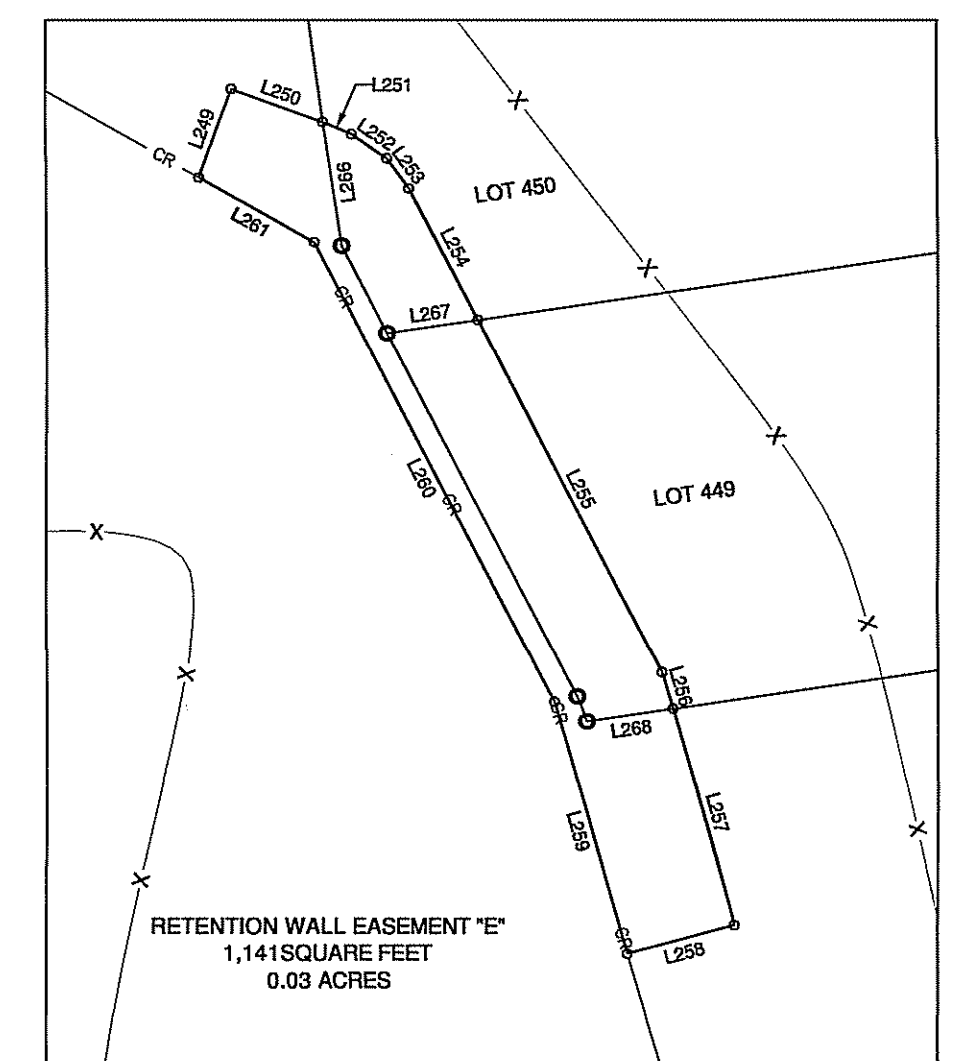 L250
L251
L249
L252
L253
CR
L266
LOT 450
L261
L254
CR
L267
L260
CR
L255
LOT 449
X
X
X
X
X
X
X
X
L256
CR
L268
L259
L257
CR
L258
RETENTION WALL EASEMENT "E"
1,141SQUARE FEET
0.03 ACRES